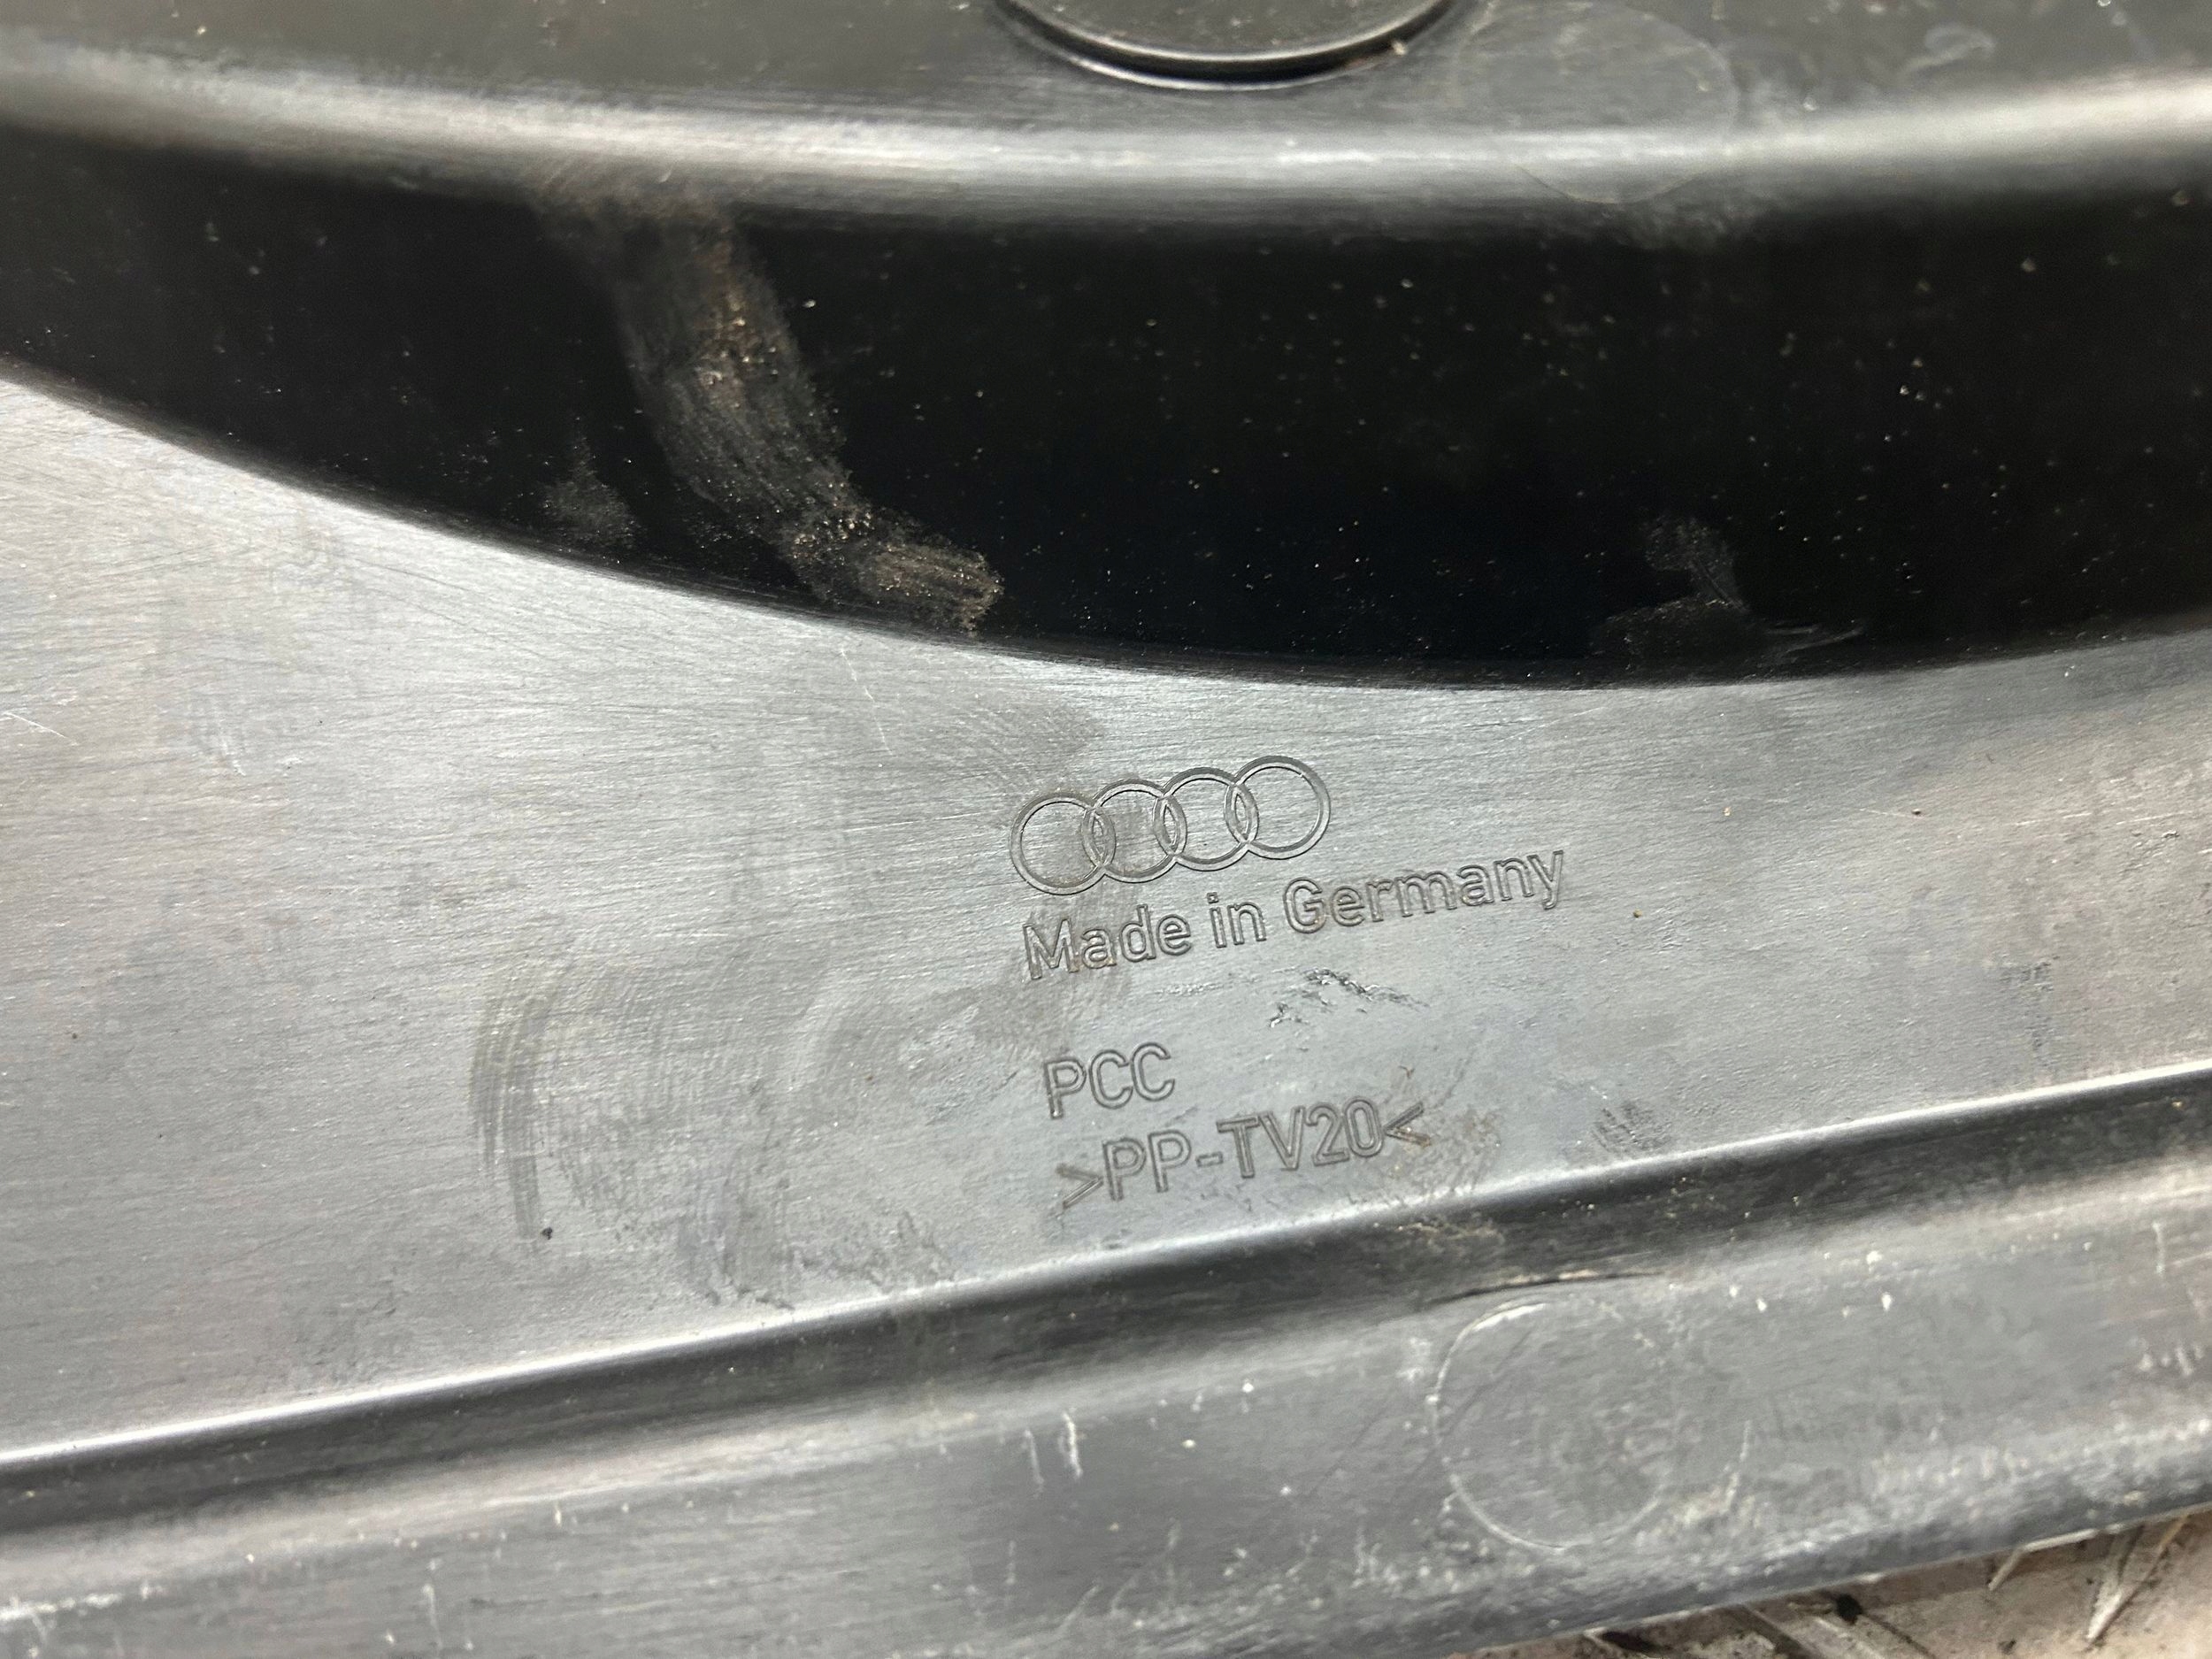 Made in Germany
PCC
>PP-TV20<